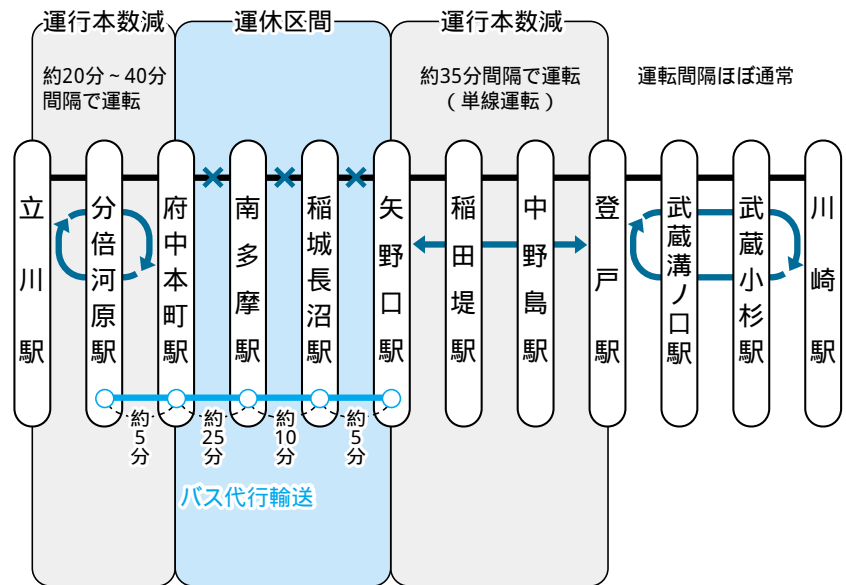 運行本数減
運休区間
運行本数減
約20分～40分
間隔で運転
約35分間隔で運転
（単線運転）
運転間隔ほぼ通常
立川駅
分倍河原駅
府中本町駅
南多摩駅
稲城長沼駅
矢野口駅
稲田堤駅
中野島駅
登戸駅
武蔵溝ノ口駅
武蔵小杉駅
川崎駅
約5分
約25分
約10分
約5分
バス代行輸送